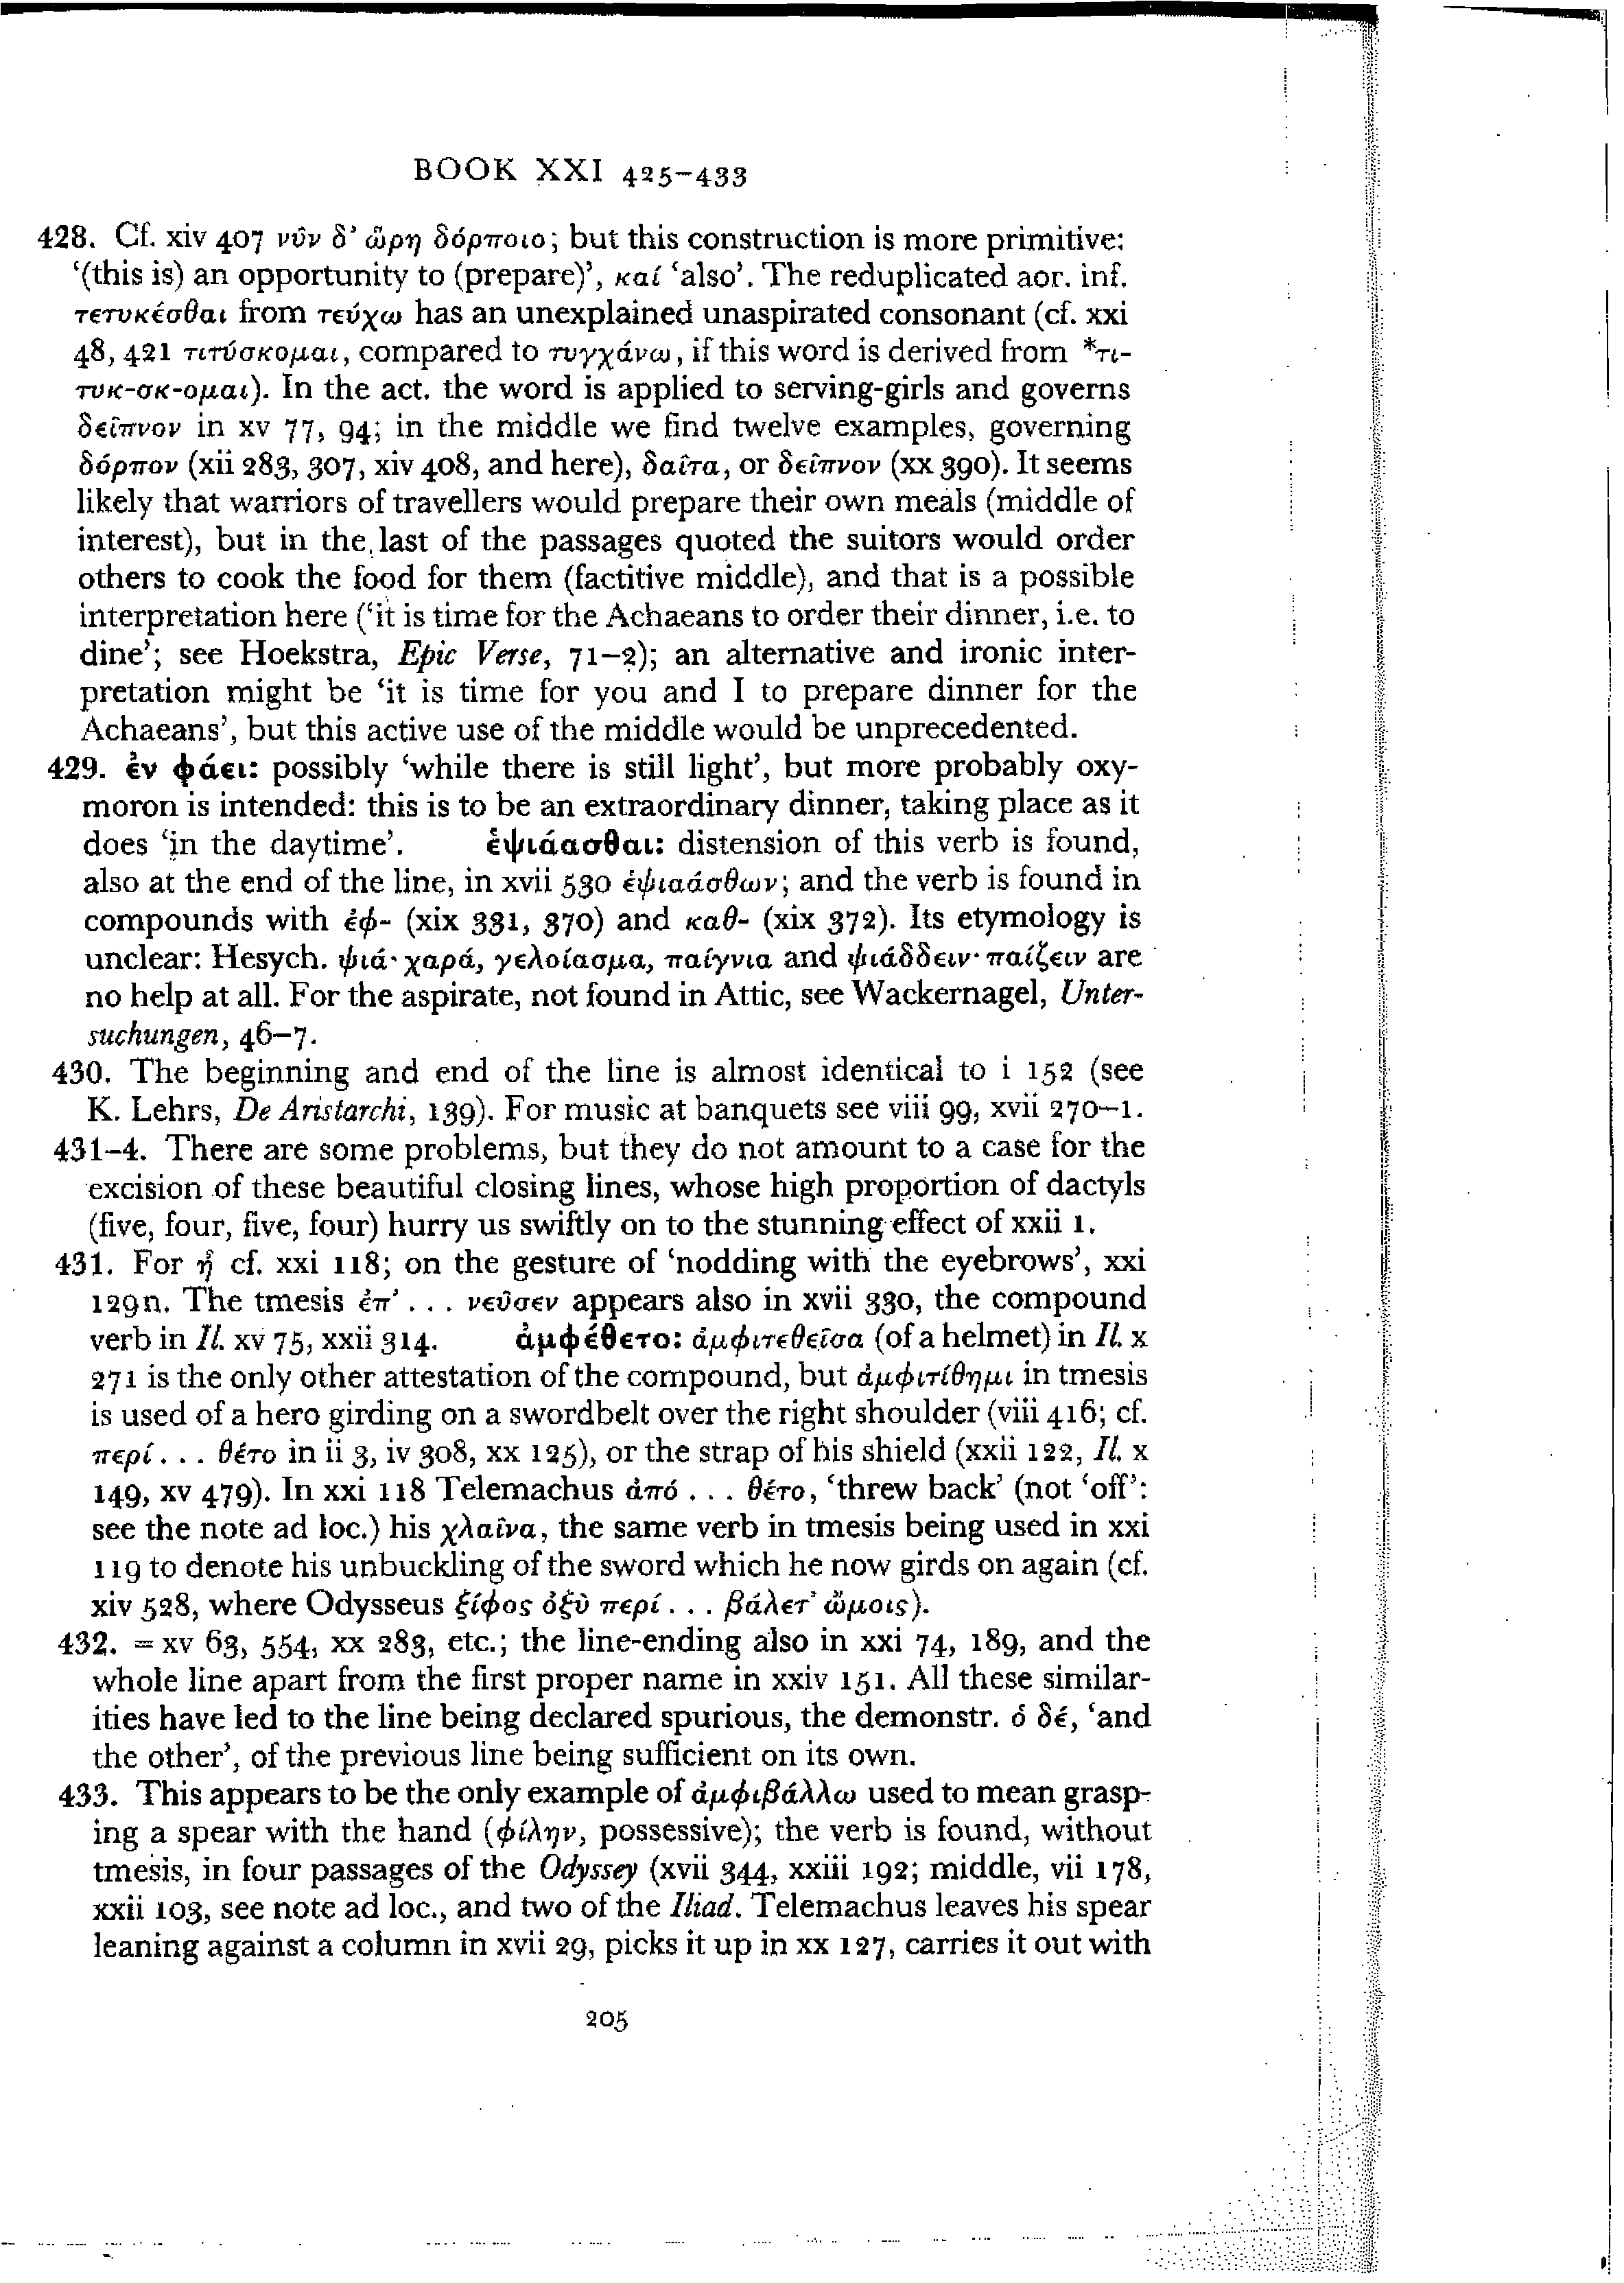 BOOK XXI 425–433
428. Cf. xiv 407 νῦν δ' ὥρη δόρποιο; but this construction is more primitive:
‘(this is) an opportunity to (prepare)’, καί ‘also’. The reduplicated aor. inf.
τετυκέσθαι from τεύχω has an unexplained unaspirated consonant (cf. xxi
48, 421 τιτύσκομαι, compared to τυγχάνω, if this word is derived from *τι-
τυκ-σκ-ομαι). In the act. the word is applied to serving-girls and governs
δεῖπνον in xv 77, 94; in the middle we find twelve examples, governing
δόρπον (xii 283, 307, xiv 408, and here), δαῖτα, or δεῖπνον (xx 390). It seems
likely that warriors of travellers would prepare their own meals (middle of
interest), but in the last of the passages quoted the suitors would order
others to cook the food for them (factitive middle), and that is a possible
interpretation here (‘it is time for the Achaeans to order their dinner, i.e. to
dine’; see Hoekstra, Epic Verse, 71–2); an alternative and ironic inter-
pretation might be ‘it is time for you and I to prepare dinner for the
Achaeans’, but this active use of the middle would be unprecedented.
429. ἐν φάει: possibly ‘while there is still light’, but more probably oxy-
moron is intended: this is to be an extraordinary dinner, taking place as it
does ‘in the daytime’. ἑψιάασθαι: distension of this verb is found,
also at the end of the line, in xvii 530 ἑψιαάσθων; and the verb is found in
compounds with ἐφ- (xix 331, 370) and καθ- (xix 372). Its etymology is
unclear: Hesych. ψιά· χαρά, γελοίασμα, παίγνια and ψιάδδειν· παίζειν are
no help at all. For the aspirate, not found in Attic, see Wackernagel, Unter-
suchungen, 46–7.
430. The beginning and end of the line is almost identical to i 152 (see
K. Lehrs, De Aristarchi, 139). For music at banquets see viii 99, xvii 270–1.
431–4. There are some problems, but they do not amount to a case for the
excision of these beautiful closing lines, whose high proportion of dactyls
(five, four, five, four) hurry us swiftly on to the stunning effect of xxii 1.
431. For ἦ cf. xxi 118; on the gesture of ‘nodding with the eyebrows’, xxi
129n. The tmesis ἐπ' . . . νεῦσεν appears also in xvii 330, the compound
verb in Il. xv 75, xxii 314. ἀμφέθετο: ἀμφιτεθεῖσα (of a helmet) in Il. x
271 is the only other attestation of the compound, but ἀμφιτίθημι in tmesis
is used of a hero girding on a swordbelt over the right shoulder (viii 416; cf.
περί . . . θέτο in ii 3, iv 308, xx 125), or the strap of his shield (xxii 122, Il. x
149, xv 479). In xxi 118 Telemachus ἀπό . . . θέτο, ‘threw back’ (not ‘off’:
see the note ad loc.) his χλαῖνα, the same verb in tmesis being used in xxi
119 to denote his unbuckling of the sword which he now girds on again (cf.
xiv 528, where Odysseus ξίφος ὀξὺ περί . . . βάλετ' ὤμοις).
432. = xv 63, 554, xx 283, etc.; the line-ending also in xxi 74, 189, and the
whole line apart from the first proper name in xxiv 151. All these similar-
ities have led to the line being declared spurious, the demonstr. ὁ δέ, ‘and
the other’, of the previous line being sufficient on its own.
433. This appears to be the only example of ἀμφιβάλλω used to mean grasp-
ing a spear with the hand (φίλην, possessive); the verb is found, without
tmesis, in four passages of the Odyssey (xvii 344, xxiii 192; middle, vii 178,
xxii 103, see note ad loc., and two of the Iliad. Telemachus leaves his spear
leaning against a column in xvii 29, picks it up in xx 127, carries it out with
205